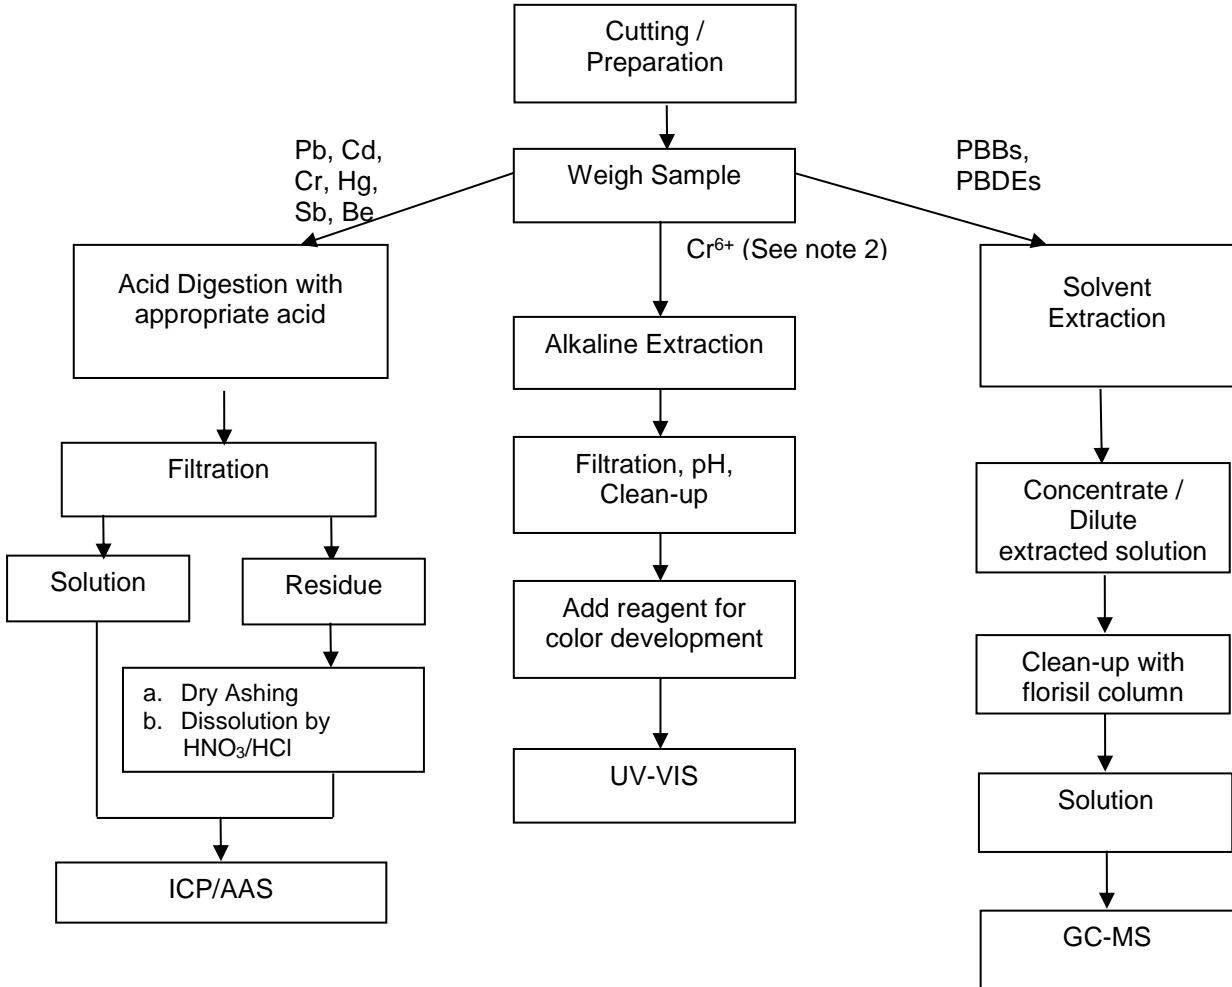 Cutting /
Preparation
Pb, Cd,
Cr, Hg,
Sb, Be
Weigh Sample
PBBs,
PBDEs
Cr⁶⁺ (See note 2)
Acid Digestion with
appropriate acid
Solvent
Extraction
Alkaline Extraction
Filtration
Filtration, pH,
Clean-up
Concentrate /
Dilute
extracted solution
Solution
Residue
Add reagent for
color development
Clean-up with
florisil column
a. Dry Ashing
b. Dissolution by
HNO₃/HCl
UV-VIS
Solution
ICP/AAS
GC-MS